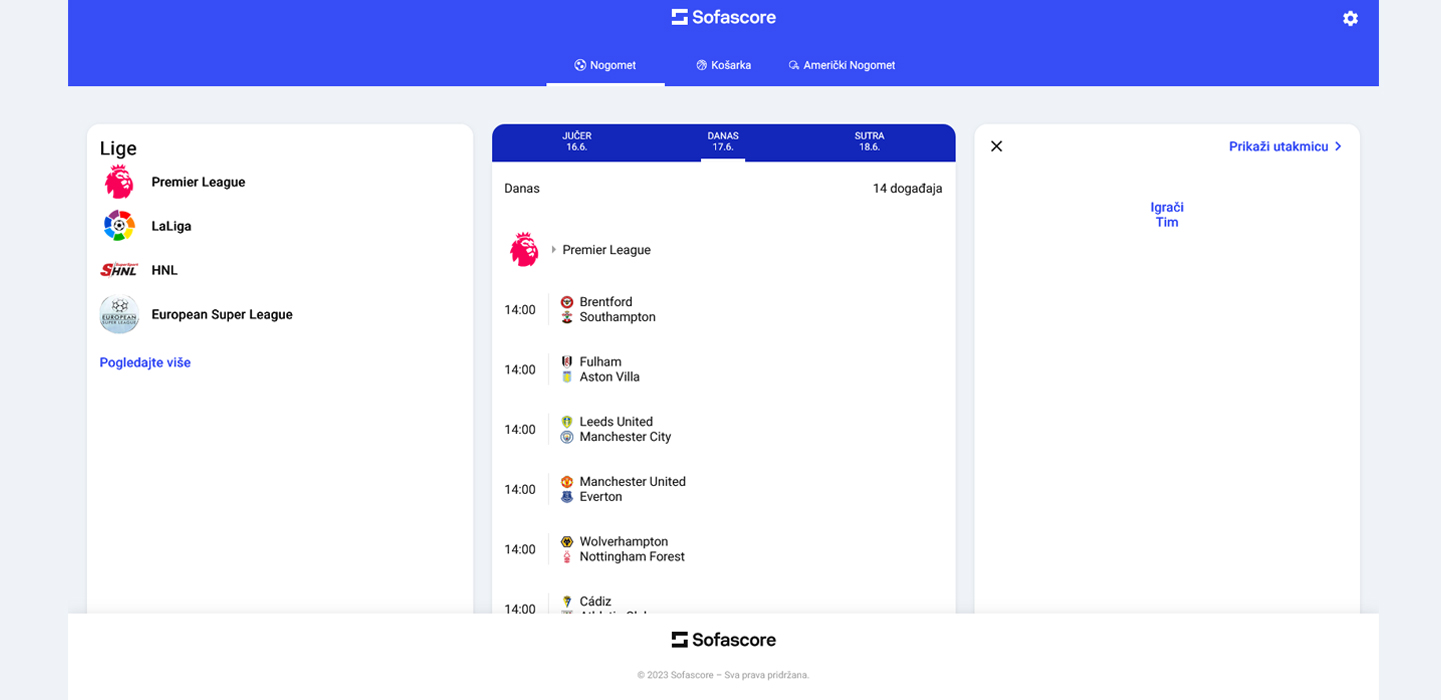 Sofascore
Nogomet
Košarka
Američki Nogomet
Lige
Premier League
LaLiga
HNL
European Super League
Pogledajte više
JUČER
16.6.
DANAS
17.6.
SUTRA
18.6.
Danas
14 događaja
Premier League
14:00
Brentford
Southampton
14:00
Fulham
Aston Villa
14:00
Leeds United
Manchester City
14:00
Manchester United
Everton
14:00
Wolverhampton
Nottingham Forest
14:00
Cádiz
Prikaži utakmicu
Igrači
Tim
Sofascore
© 2023 Sofascore – Sva prava pridržana.